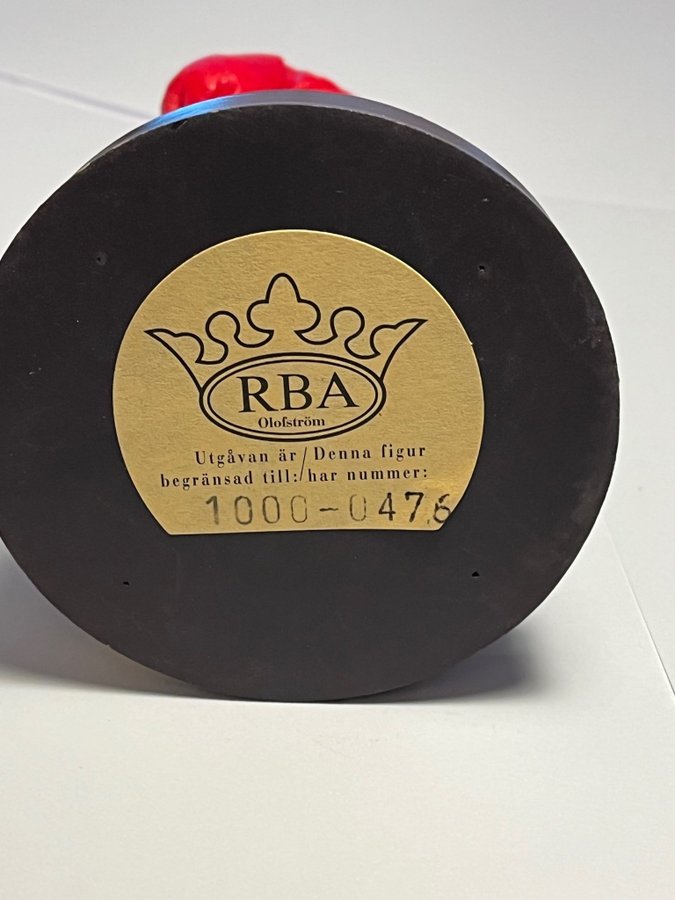 RBA
Olofström
Utgåvan är / Denna figur
begränsad till: / har nummer:
1000-0476